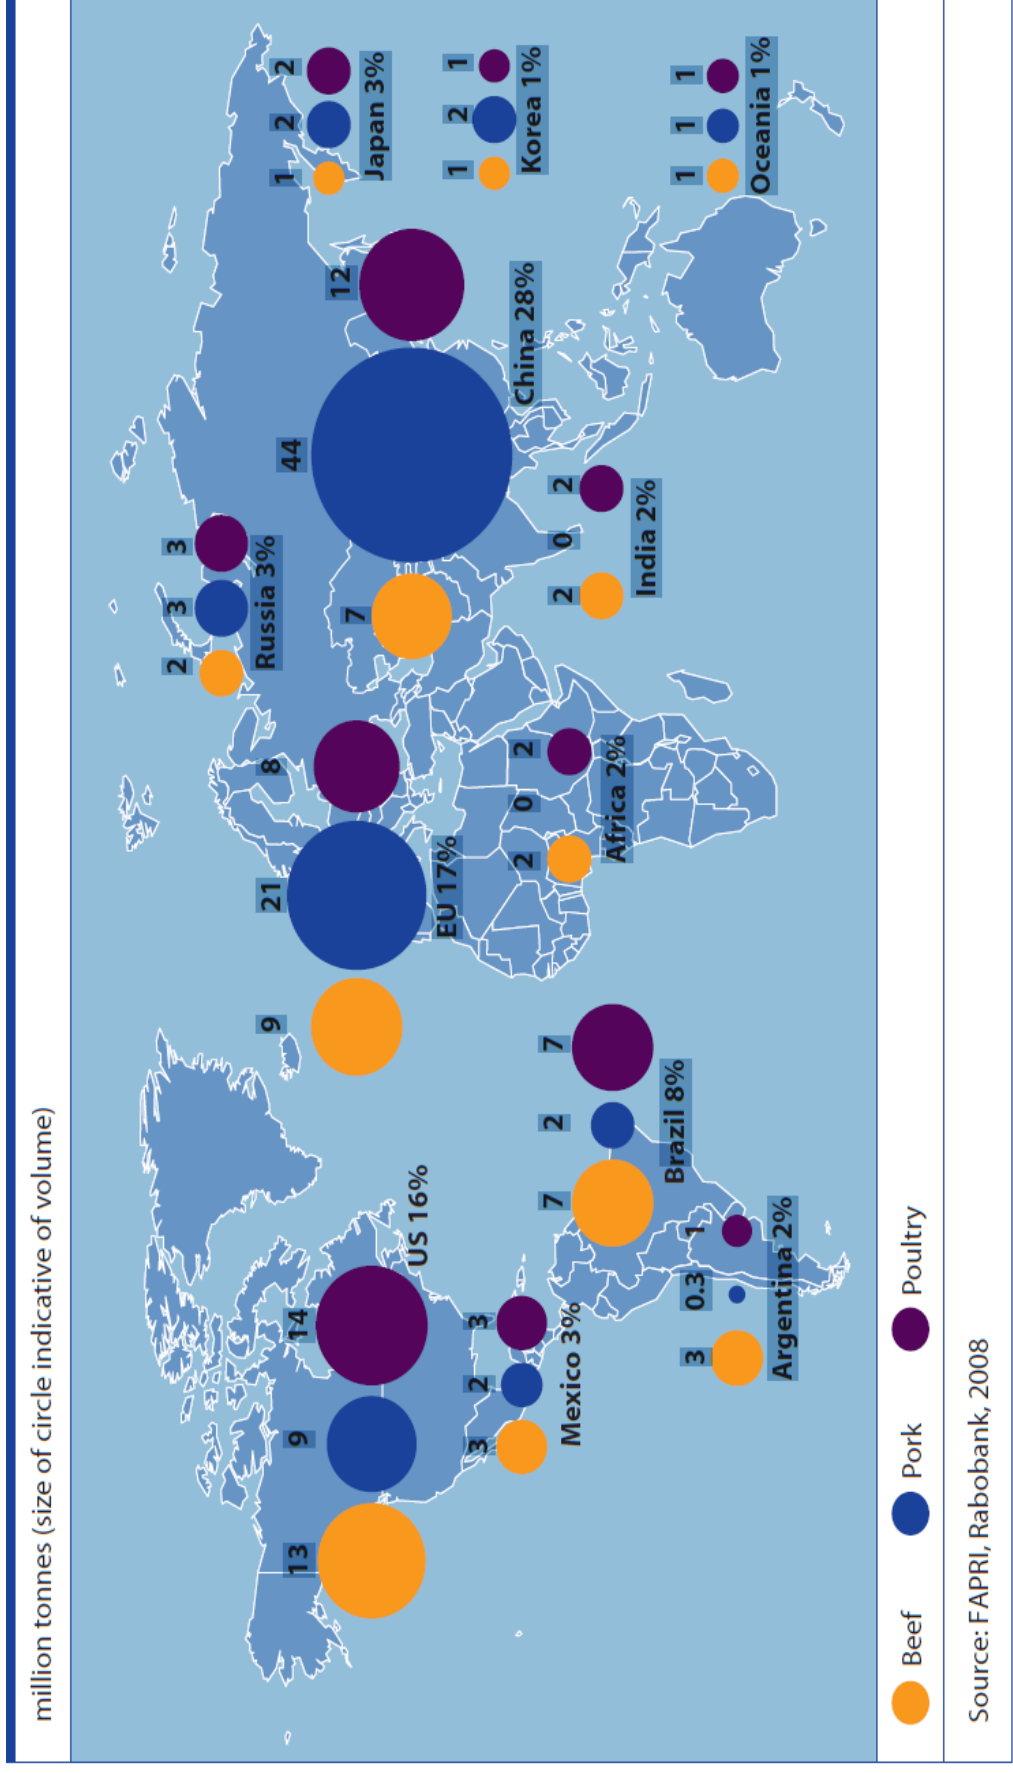 million tonnes (size of circle indicative of volume)
13
9
14
US 16%
3
2
3
Mexico 3%
7
2
7
Brazil 8%
3
0.3
1
Argentina 2%
9
21
8
EU 17%
2
0
2
Africa 2%
2
3
3
Russia 3%
7
44
12
China 28%
2
0
2
India 2%
1
2
2
Japan 3%
1
2
1
Korea 1%
1
1
1
Oceania 1%
Beef Pork Poultry
Source: FAPRI, Rabobank, 2008